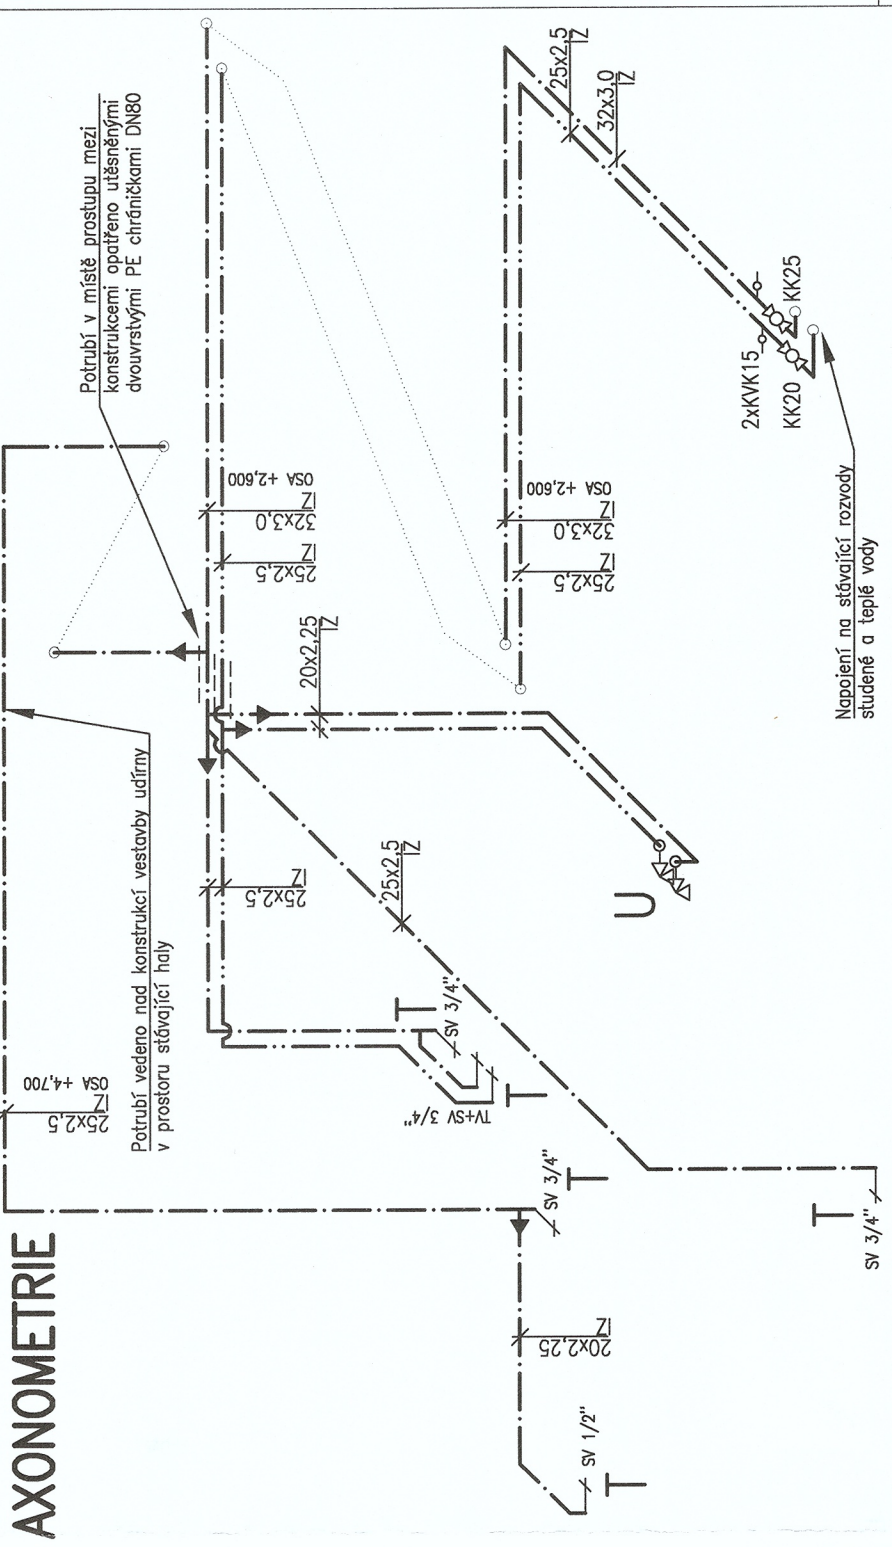 AXONOMETRIE
25x2,5
IZ
OSA +4,700
Potrubí vedeno nad konstrukcí vestavby udírny
v prostoru stávající haly
Potrubí v místě prostupu mezi
konstrukcemi opatřeno utěsněnými
dvouvrstvými PE chráničkami DN80
32x3,0
IZ
OSA +2,600
25x2,5
IZ
25x2,5
IZ
20x2,25
IZ
25x2,5
IZ
32x3,0
IZ
OSA +2,600
25x2,5
IZ
25x2,5
IZ
32x3,0
IZ
2xKVK15
KK20
KK25
Napojení na stávající rozvody
studené a teplé vody
U
T
SV 3/4"
TV+SV 3/4"
T
SV 3/4"
T
SV 3/4"
T
20x2,25
IZ
SV 1/2"
T